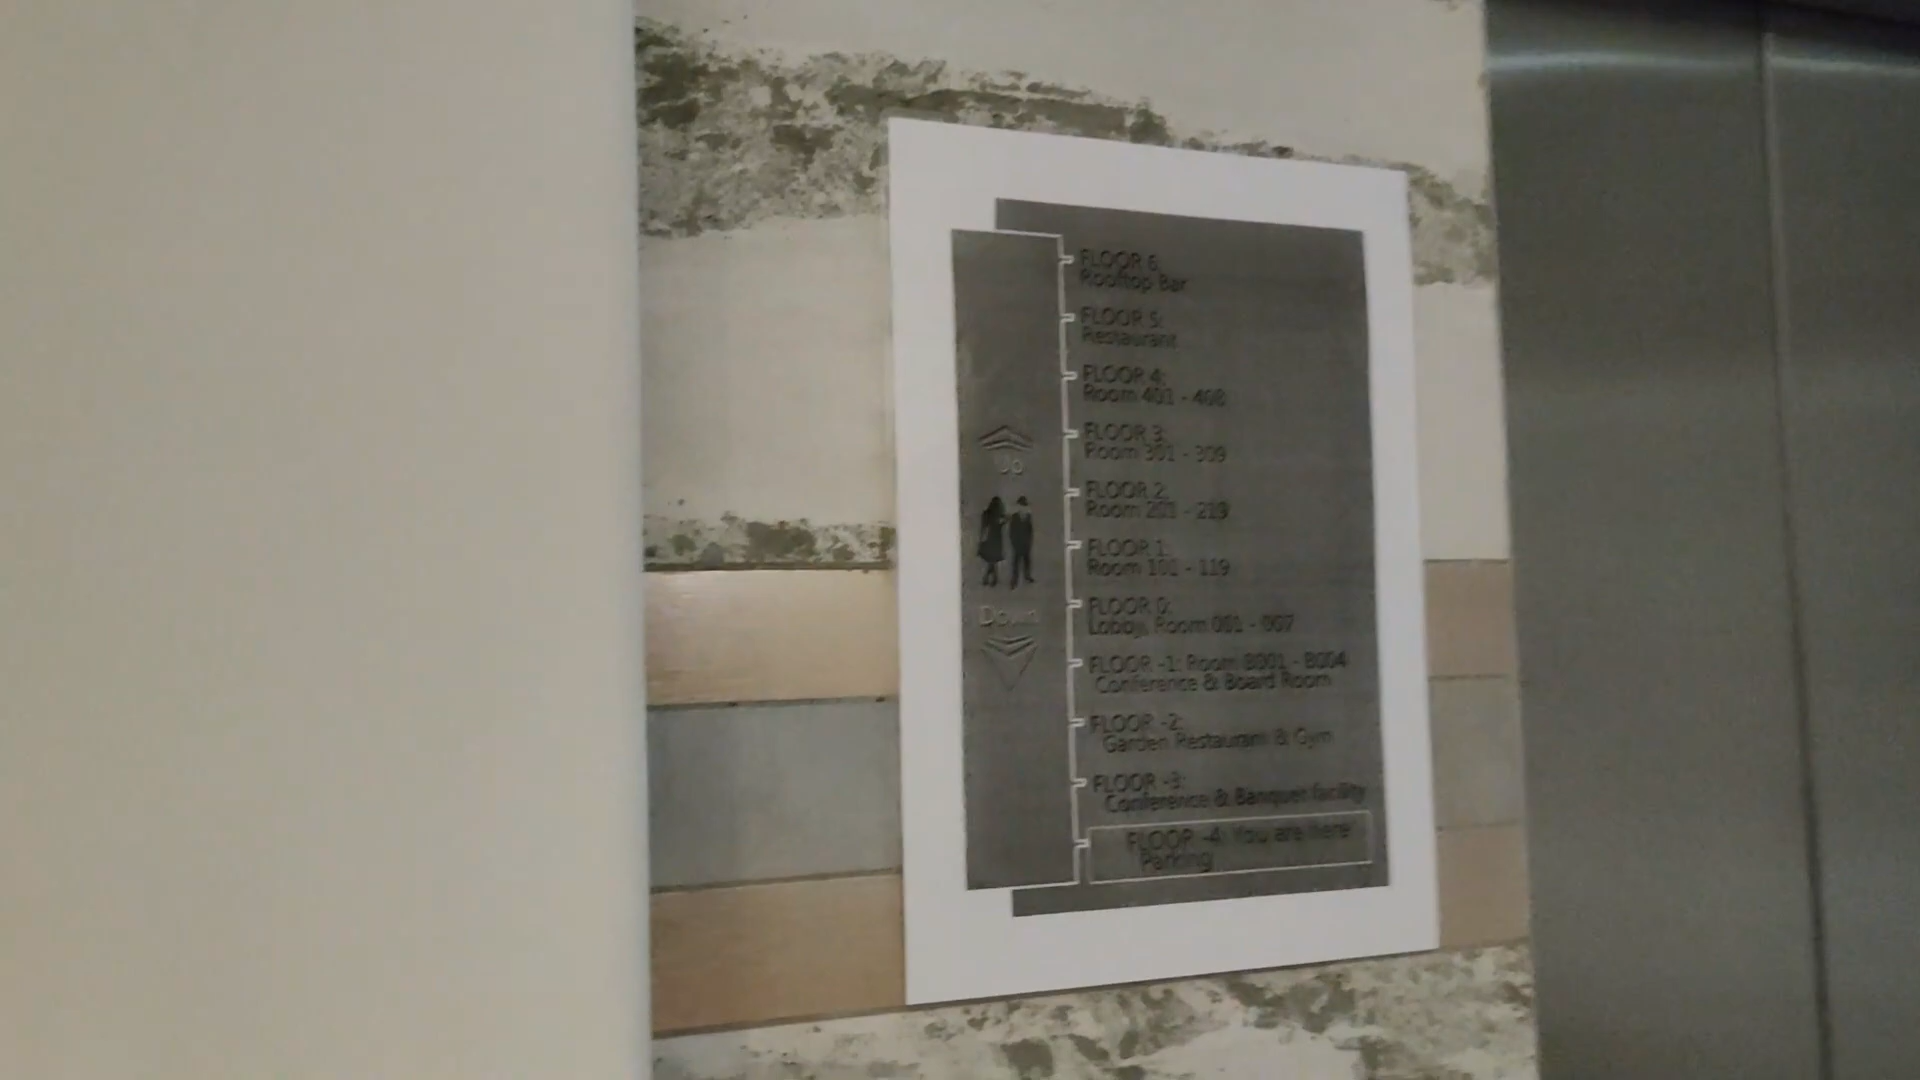 FLOOR 6:
Rooftop Bar
FLOOR 5:
Restaurant
FLOOR 4:
Room 401 - 408
FLOOR 3:
Room 301 - 309
FLOOR 2:
Room 201 - 219
FLOOR 1:
Room 101 - 119
FLOOR 0:
Lobby, Room 001 - 007
FLOOR -1: Room B001 - B004
Conference & Board Room
FLOOR -2:
Garden Restaurant & Gym
FLOOR -3:
Conference & Banquet facility
FLOOR -4: You are here
Parking
Up
Down